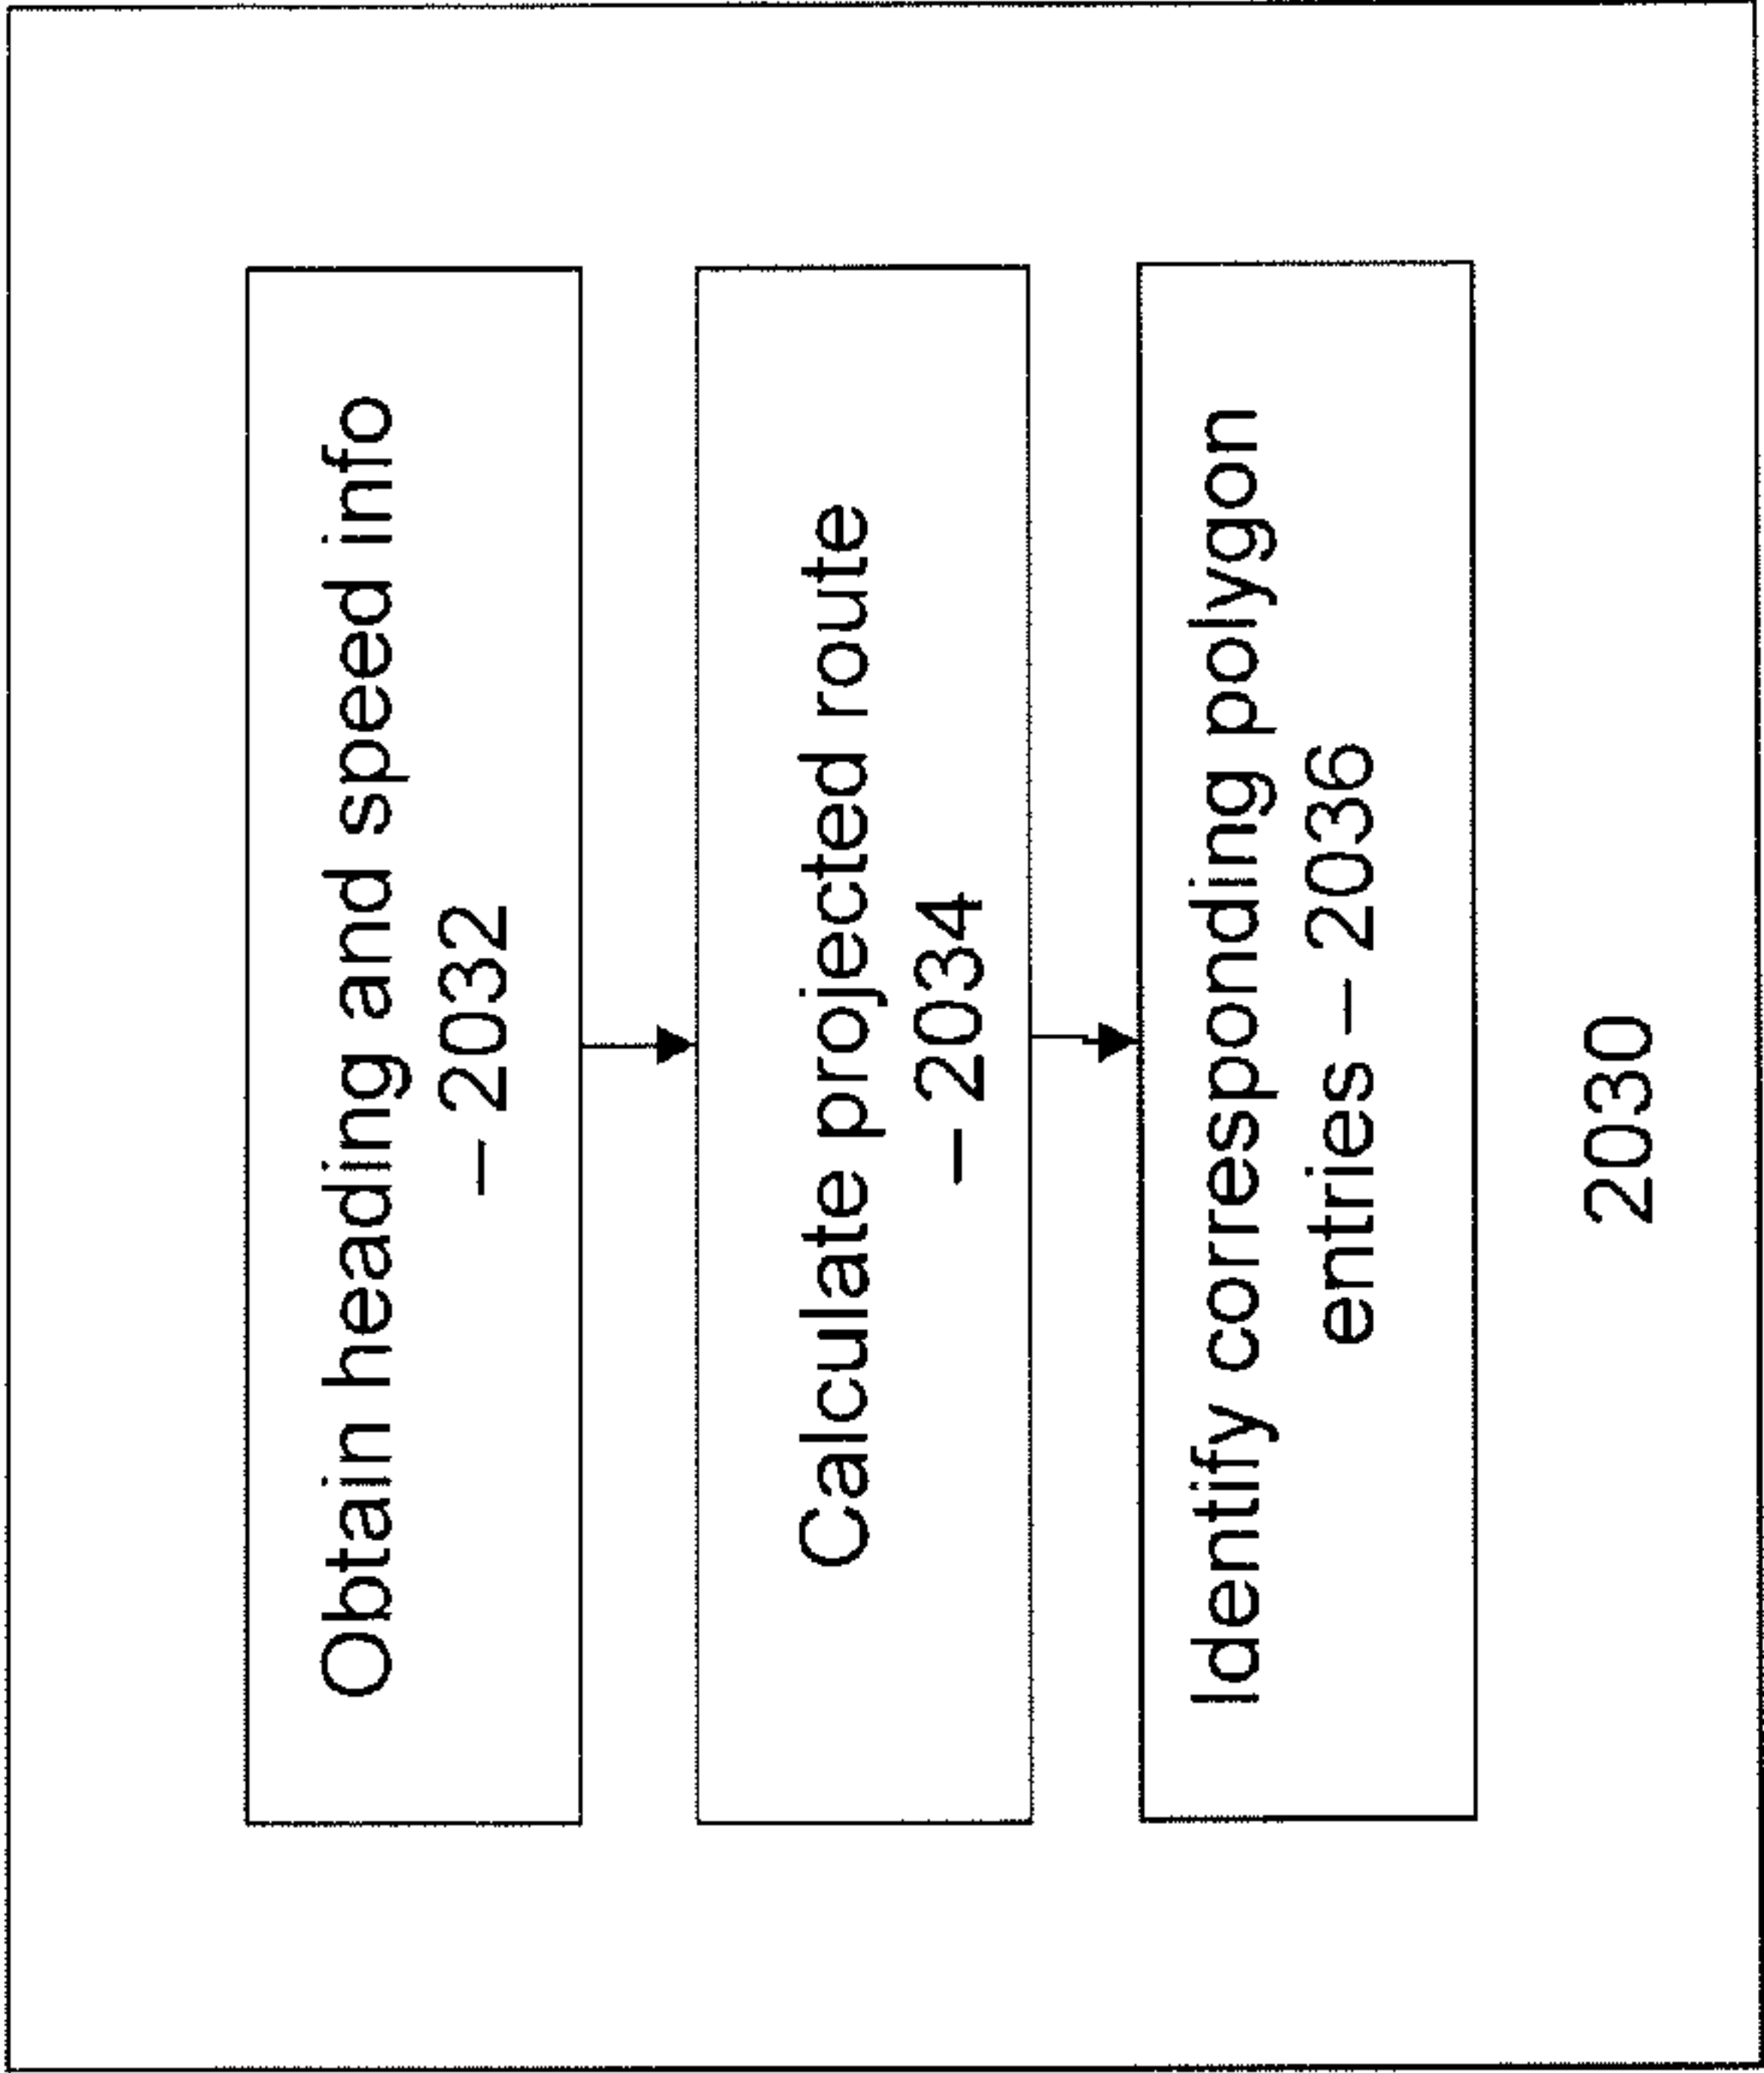 Obtain heading and speed info
– 2032
Calculate projected route
– 2034
Identify corresponding polygon
entries – 2036
2030